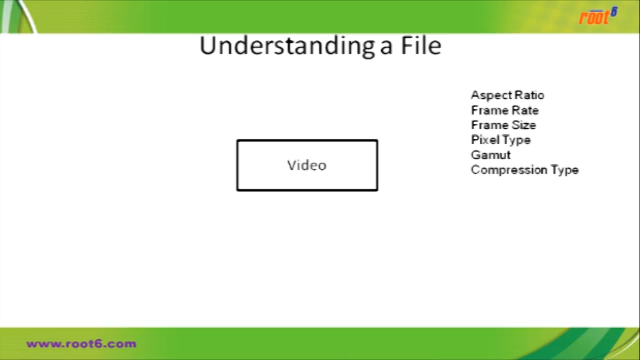 root6
Understanding a File
Aspect Ratio
Frame Rate
Frame Size
Pixel Type
Gamut
Compression Type
Video
www.root6.com